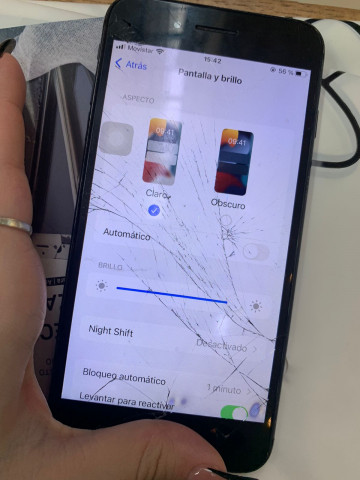 Movistar
15:42
56 %
Atrás
Pantalla y brillo
ASPECTO
09:41
09:41
Claro
Obscuro
Automático
BRILLO
Night Shift
Desactivado
Bloqueo automático
1 minuto
Levantar para reactivar